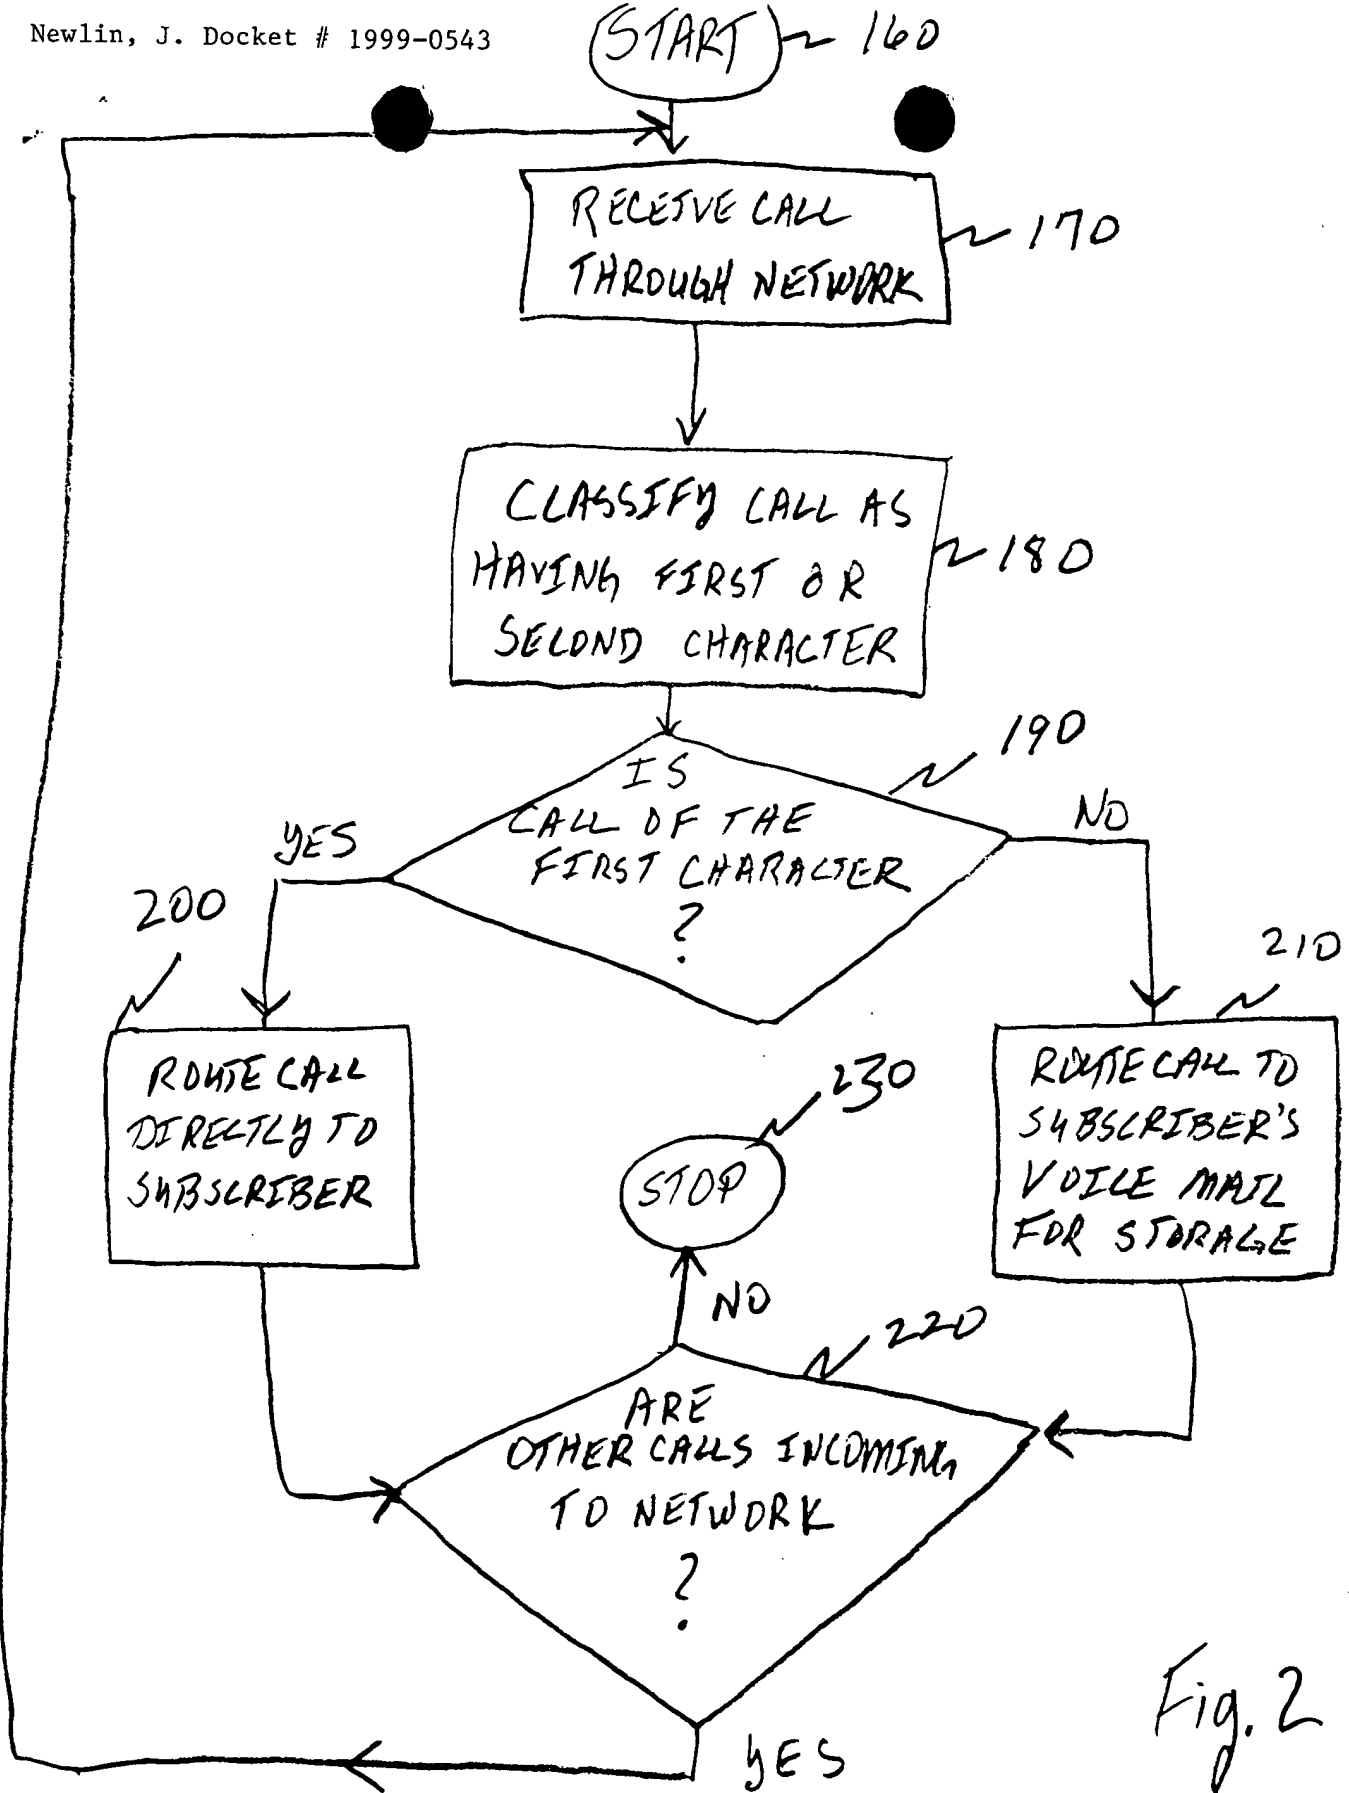 Newlin, J. Docket # 1999-0543
START
160
RECEIVE CALL
THROUGH NETWORK
170
CLASSIFY CALL AS
HAVING FIRST OR
SECOND CHARACTER
180
190
IS
CALL OF THE
FIRST CHARACTER
?
YES
NO
200
210
ROUTE CALL
DIRECTLY TO
SUBSCRIBER
ROUTE CALL TO
SUBSCRIBER'S
VOICE MAIL
FOR STORAGE
230
STOP
NO
220
ARE
OTHER CALLS INCOMING
TO NETWORK
?
YES
Fig. 2